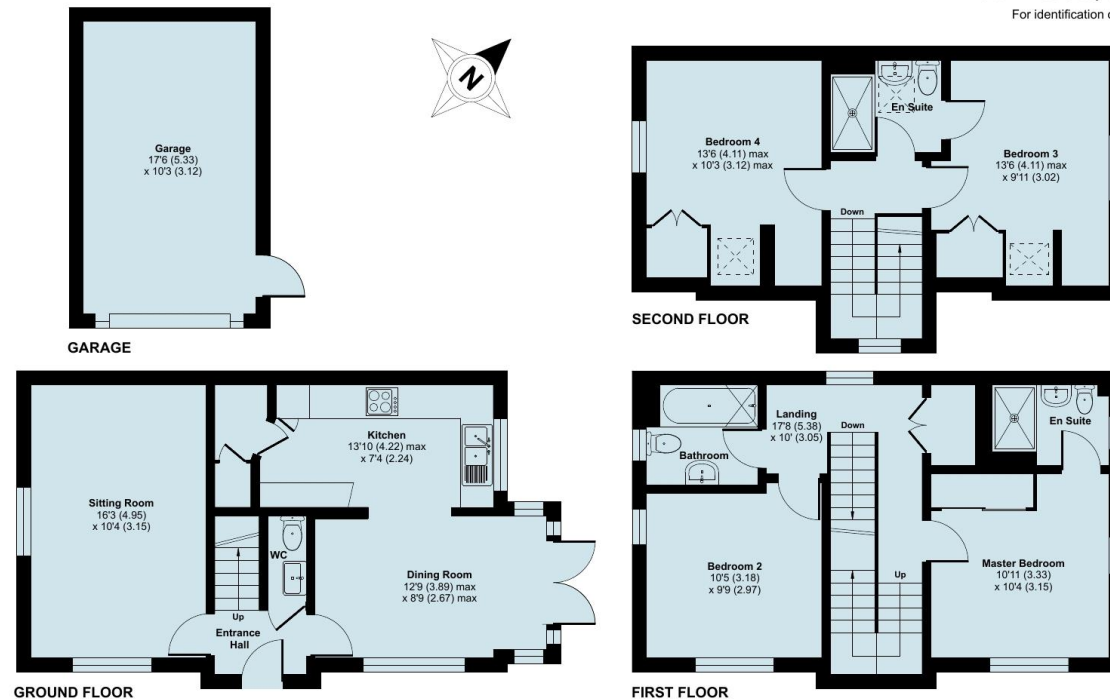 For identification
N
Garage
17'6 (5.33)
x 10'3 (3.12)
GARAGE
En Suite
Bedroom 4
13'6 (4.11) max
x 10'3 (3.12) max
Bedroom 3
13'6 (4.11) max
x 9'11 (3.02)
Down
SECOND FLOOR
Kitchen
13'10 (4.22) max
x 7'4 (2.24)
Sitting Room
16'3 (4.95)
x 10'4 (3.15)
WC
Dining Room
12'9 (3.89) max
x 8'9 (2.67) max
Up
Entrance
Hall
GROUND FLOOR
Landing
17'8 (5.38)
x 10' (3.05)
Down
En Suite
Bathroom
Bedroom 2
10'5 (3.18)
x 9'9 (2.97)
Master Bedroom
10'11 (3.33)
x 10'4 (3.15)
Up
FIRST FLOOR